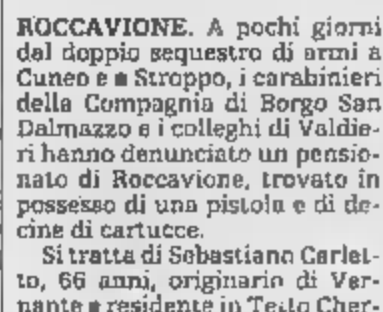 ROCCAVIONE. A pochi giorni
dal doppio sequestro di armi a
Cuneo e a Stroppo, i carabinieri
della Compagnia di Borgo San
Dalmazzo e i colleghi di Valdie-
ri hanno denunciato un pensio-
nato di Roccavione, trovato in
possesso di una pistola e di de-
cine di cartucce.
Si tratta di Sebastiano Carlet-
to, 66 anni, originario di Ver-
nante e residente in Tetto Cher-